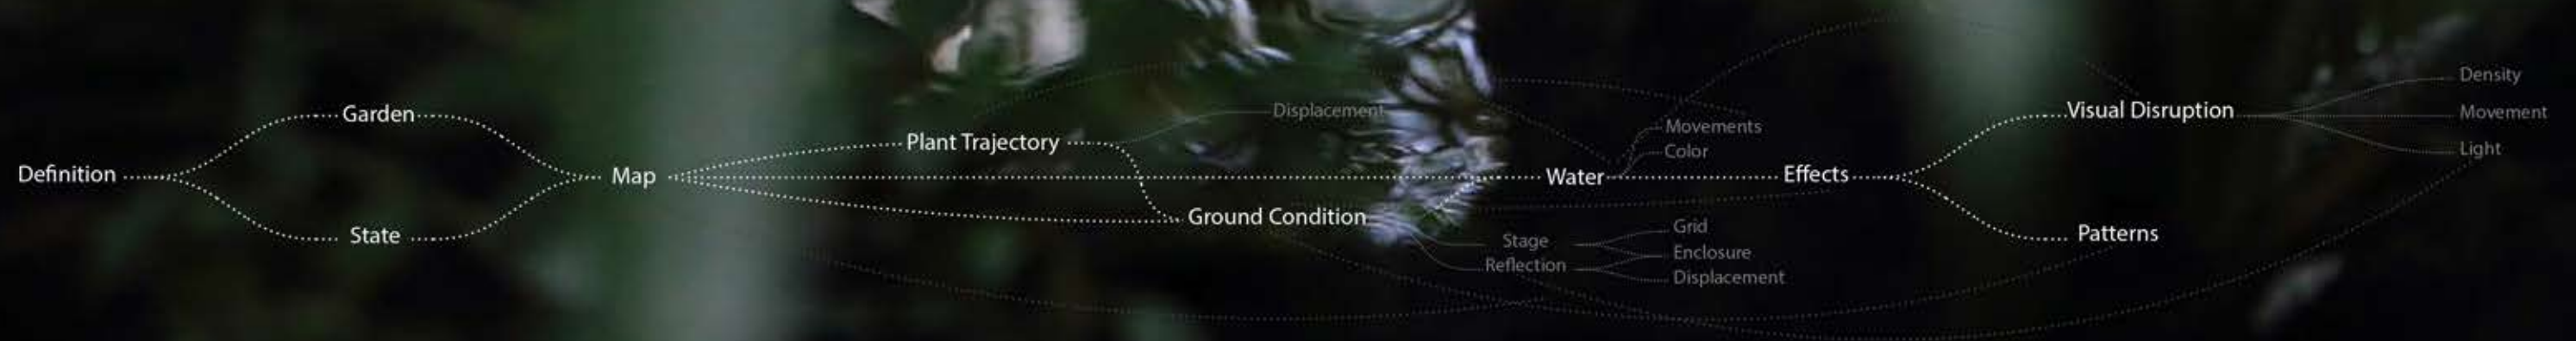 Definition
Garden
State
Map
Plant Trajectory
Displacement
Ground Condition
Stage
Reflection
Grid
Enclosure
Displacement
Water
Movements
Color
Effects
Visual Disruption
Density
Movement
Light
Patterns